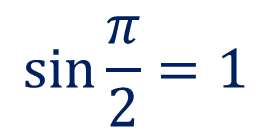 sin π/2 = 1